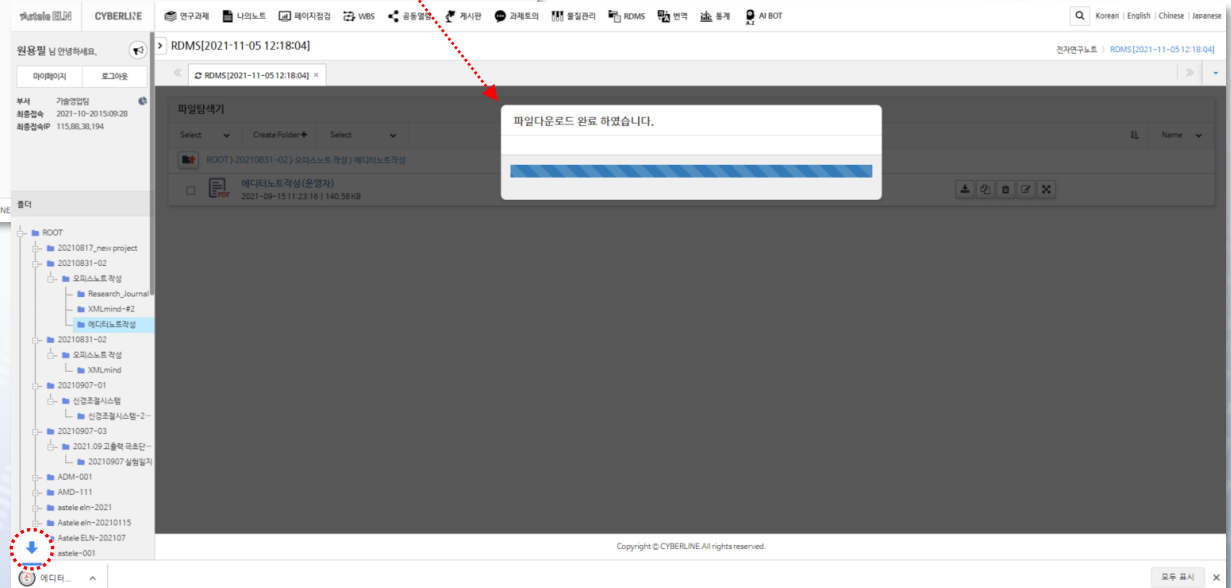 Astele ELN CYBERLINE 연구과제 나의노트 페이지점검 WBS 공동열람 게시판 과제토의 물질관리 RDMS 번역 통계 AI BOT Korean | English | Chinese | Japanese
원용필 님 안녕하세요.
마이페이지 로그아웃
부서 기술영업팀
최종접속 2021-10-20 15:09:28
최종접속IP 115,88,38,194
RDMS[2021-11-05 12:18:04]
전자연구노트 > RDMS[2021-11-05 12:18:04]
RDMS[2021-11-05 12:18:04] ×
파일탐색기
Select Create Folder + Select Name
ROOT > 20210831-02 > 오피스노트 작성 > 에디터노트작성
PDF 에디터노트작성(운영자)
2021-09-15 11:23:16 | 140.58 KB
파일다운로드 완료 하였습니다.
NE
폴더
ROOT
20210817_new project
20210831-02
오피스노트 작성
Research_Journal
XMLmind-#2
에디터노트작성
20210831-02
오피스노트 작성
XMLmind
20210907-01
신경조절시스템
신경조절시스템-2···
20210907-03
2021.09 고출력 극초단···
20210907 실험일지
ADM-001
AMD-111
astele eln-2021
Astele eln-20210115
Astele ELN-202107
astele-001
Copyright © CYBERLINE.All rights reserved.
에디터... 모두 표시 ×